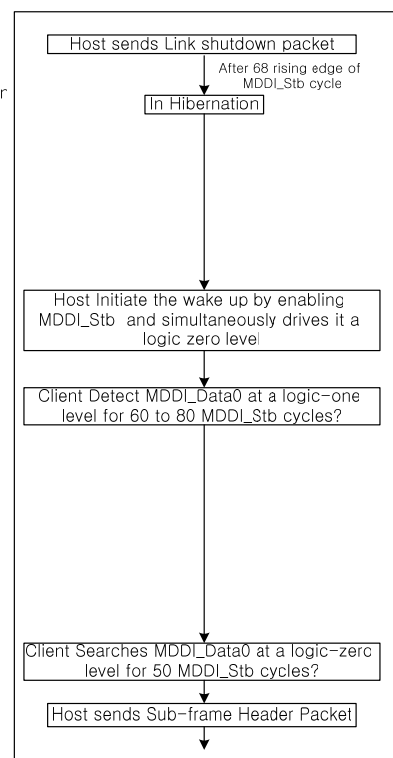 Host sends Link shutdown packet
After 68 rising edge of
MDDI_Stb cycle
In Hibernation
Host Initiate the wake up by enabling
MDDI_Stb and simultaneously drives it a
logic zero level
Client Detect MDDI_Data0 at a logic-one
level for 60 to 80 MDDI_Stb cycles?
Client Searches MDDI_Data0 at a logic-zero
level for 50 MDDI_Stb cycles?
Host sends Sub-frame Header Packet